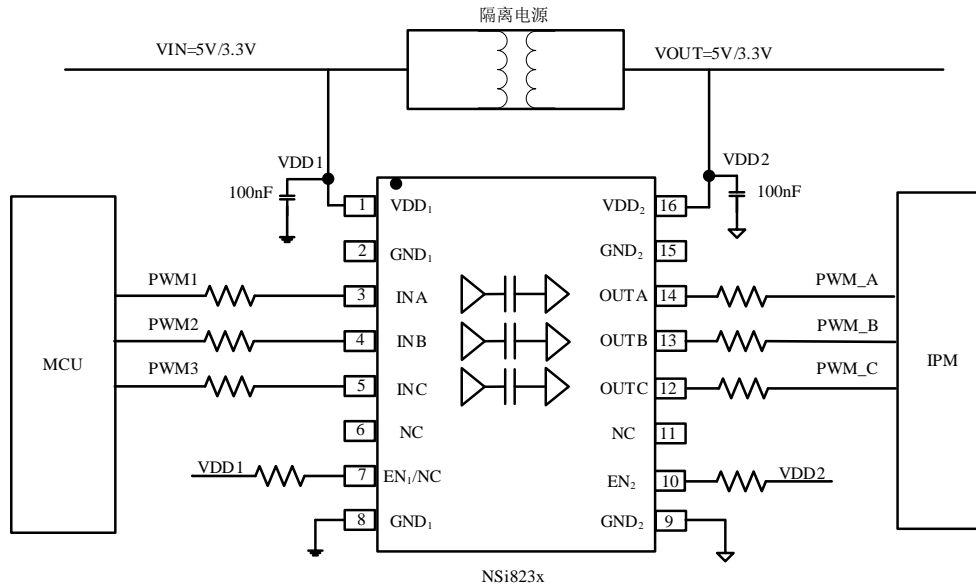 隔离电源
VIN=5V/3.3V
VOUT=5V/3.3V
VDD1
VDD2
100nF
100nF
1
VDD₁
VDD₂
16
2
GND₁
GND₂
15
PWM1
3
INA
OUTA
14
PWM_A
PWM2
4
INB
OUTB
13
PWM_B
MCU
IPM
PWM3
5
INC
OUTC
12
PWM_C
6
NC
NC
11
VDD1
7
EN₁/NC
EN₂
10
VDD2
8
GND₁
GND₂
9
NSi823x